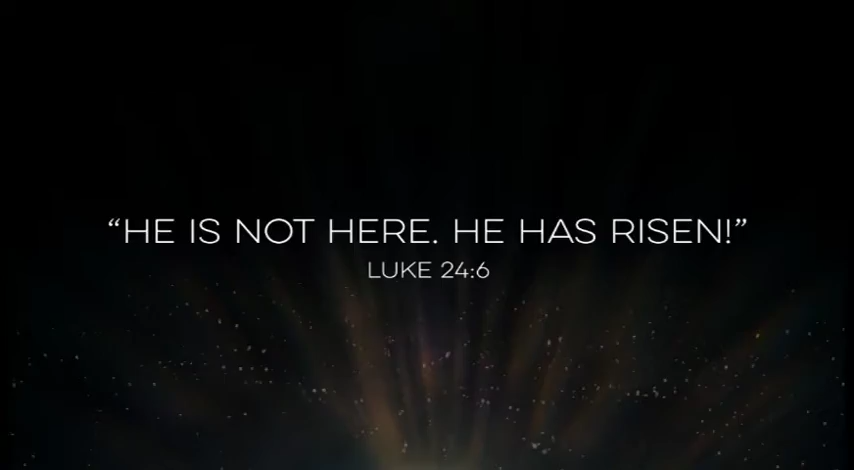 “HE IS NOT HERE. HE HAS RISEN!”
LUKE 24:6